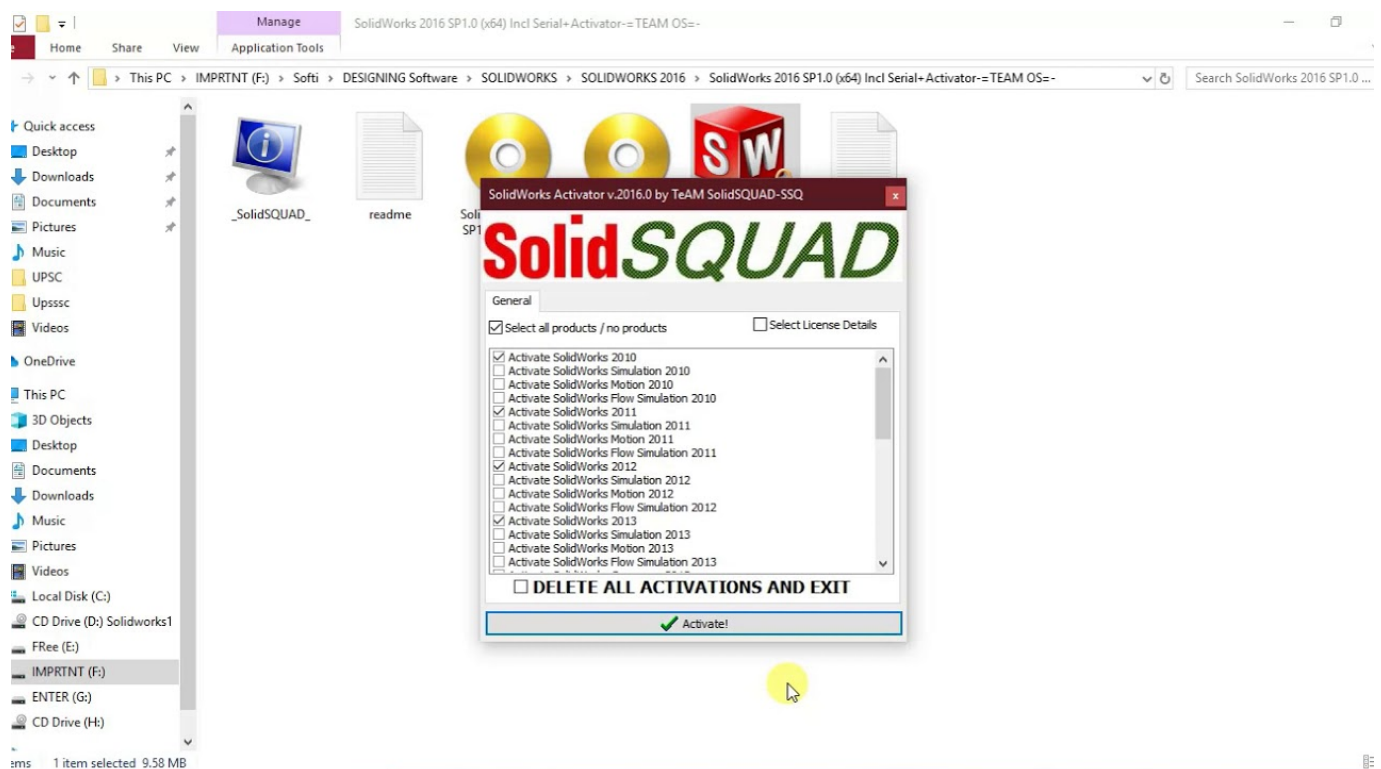 Manage
SolidWorks 2016 SP1.0 (x64) Incl Serial+Activator-=TEAM OS=-
Home Share View Application Tools
This PC > IMPRTNT (F:) > Softi > DESIGNING Software > SOLIDWORKS > SOLIDWORKS 2016 > SolidWorks 2016 SP1.0 (x64) Incl Serial+Activator-=TEAM OS=-
Search SolidWorks 2016 SP1.0 ...
Quick access
Desktop
Downloads
Documents
Pictures
Music
UPSC
Upsssc
Videos
OneDrive
This PC
3D Objects
Desktop
Documents
Downloads
Music
Pictures
Videos
Local Disk (C:)
CD Drive (D:) Solidworks1
FRee (E:)
IMPRTNT (F:)
ENTER (G:)
CD Drive (H:)
1 item selected 9.58 MB
SW
_SolidSQUAD_
readme
SolidWorks Activator v.2016.0 by TeAM SolidSQUAD-SSQ
x
SolidSQUAD
General
Select all products / no products
Select License Details
Activate SolidWorks 2010
Activate SolidWorks Simulation 2010
Activate SolidWorks Motion 2010
Activate SolidWorks Flow Simulation 2010
Activate SolidWorks 2011
Activate SolidWorks Simulation 2011
Activate SolidWorks Motion 2011
Activate SolidWorks Flow Simulation 2011
Activate SolidWorks 2012
Activate SolidWorks Simulation 2012
Activate SolidWorks Motion 2012
Activate SolidWorks Flow Simulation 2012
Activate SolidWorks 2013
Activate SolidWorks Simulation 2013
Activate SolidWorks Motion 2013
Activate SolidWorks Flow Simulation 2013
DELETE ALL ACTIVATIONS AND EXIT
Activate!